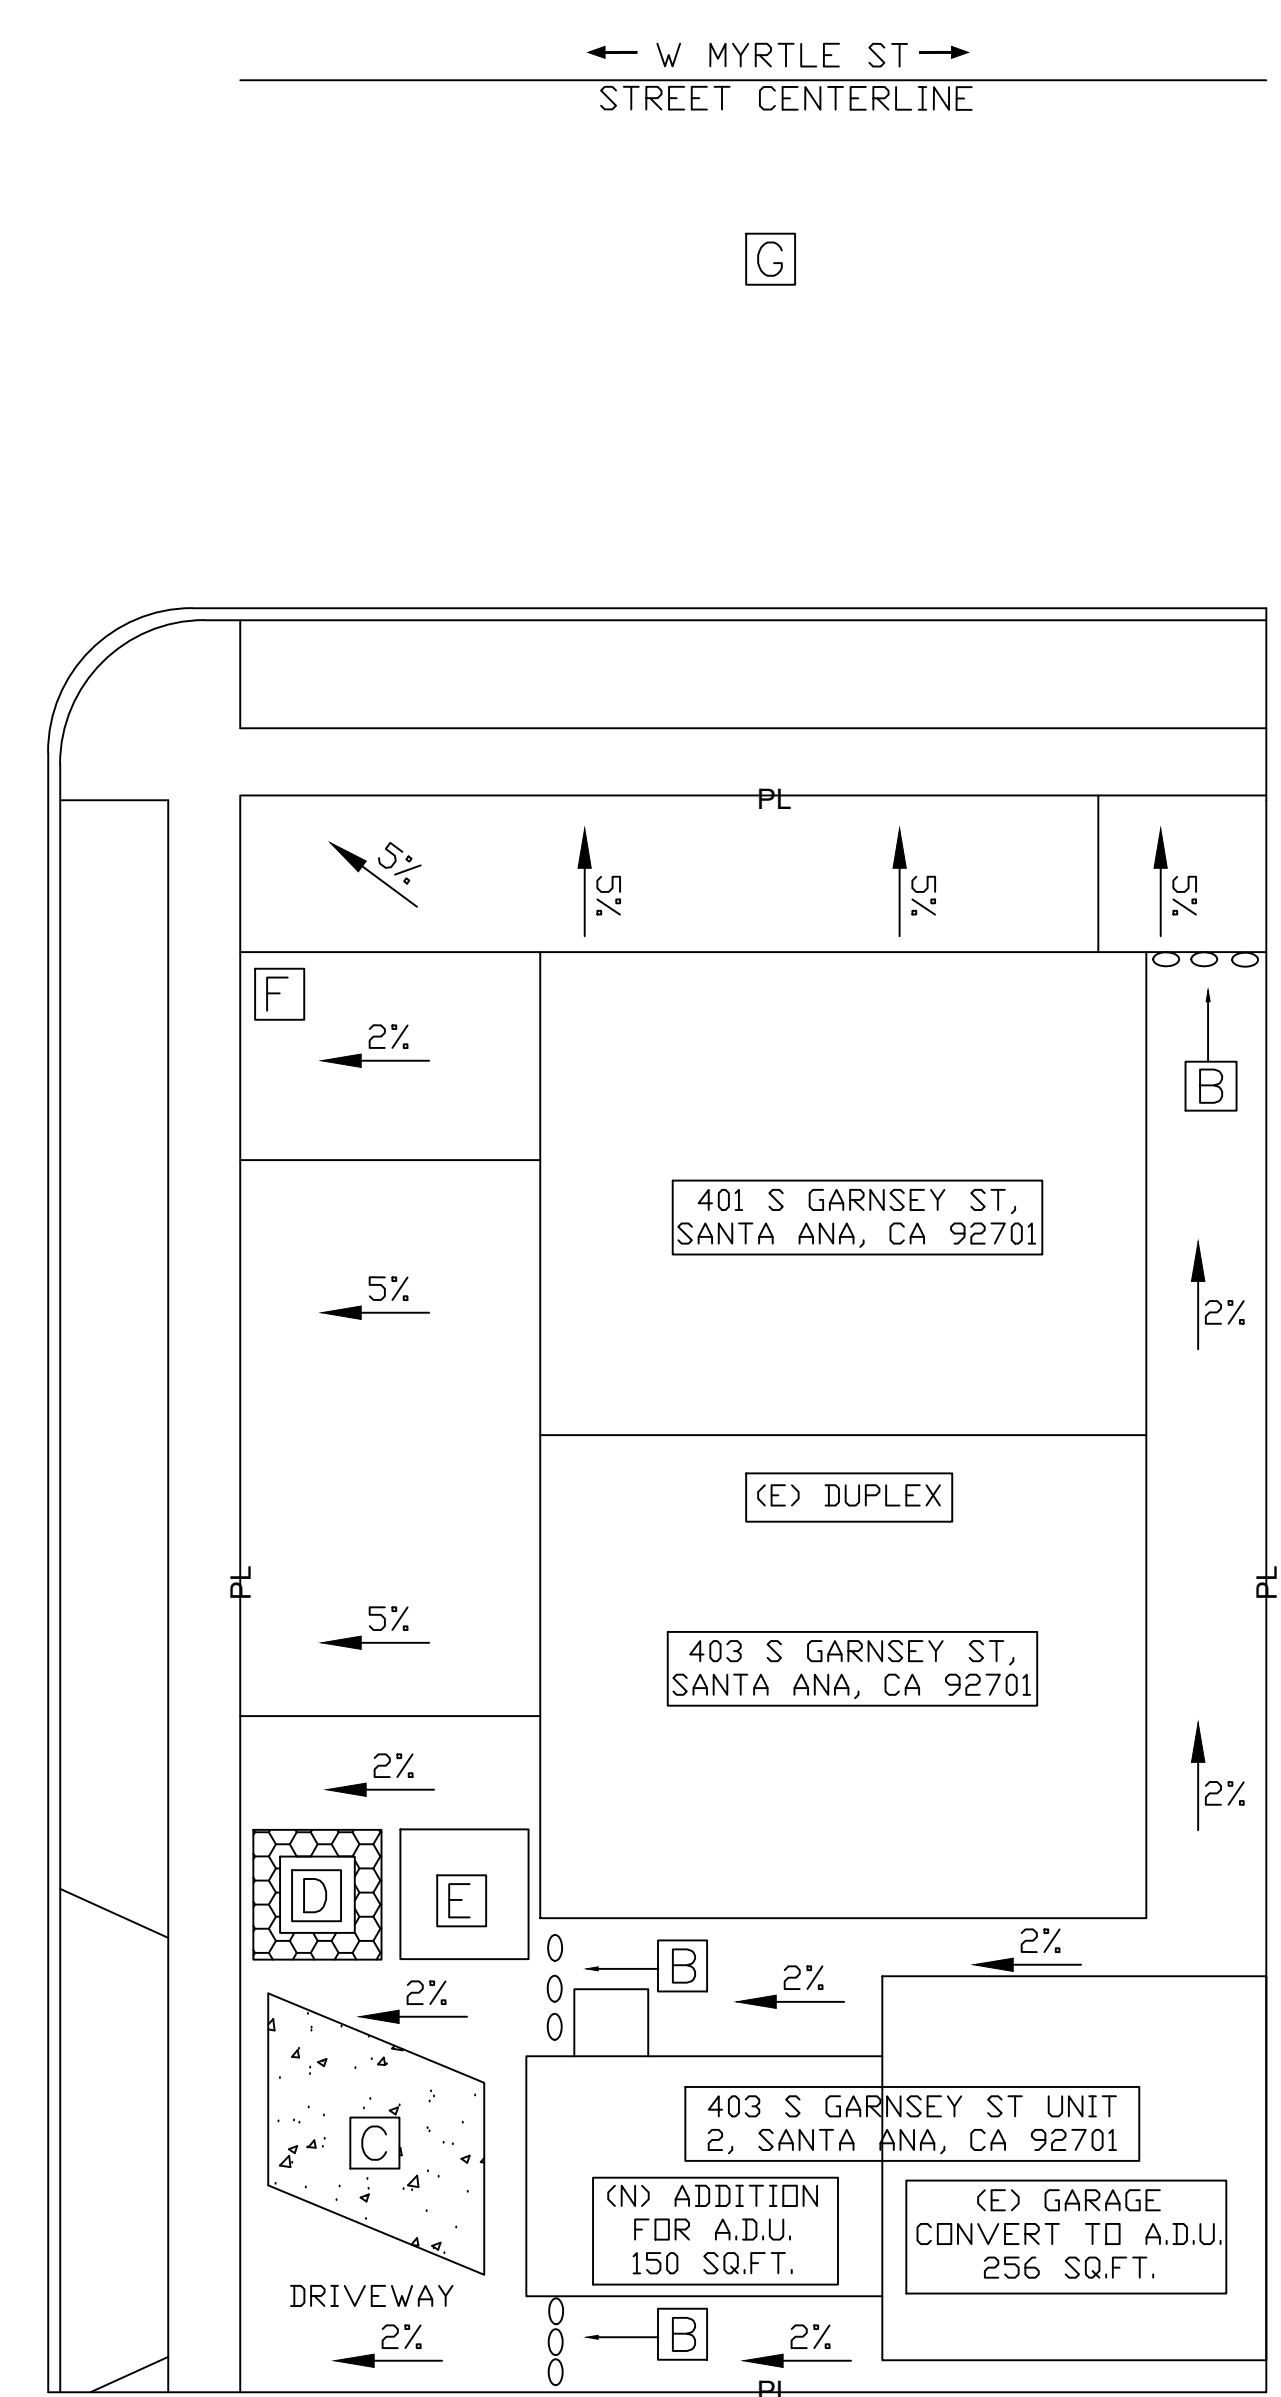 W MYRTLE ST
STREET CENTERLINE
G
PL
5%
5%
5%
5%
F
2%
B
401 S GARNSEY ST,
SANTA ANA, CA 92701
5%
2%
(E) DUPLEX
PL
PL
5%
403 S GARNSEY ST,
SANTA ANA, CA 92701
2%
2%
D
E
B
2%
2%
2%
403 S GARNSEY ST UNIT
2, SANTA ANA, CA 92701
C
(N) ADDITION
FOR A.D.U.
150 SQ.FT.
(E) GARAGE
CONVERT TO A.D.U.
256 SQ.FT.
DRIVEWAY
B
2%
2%
PL